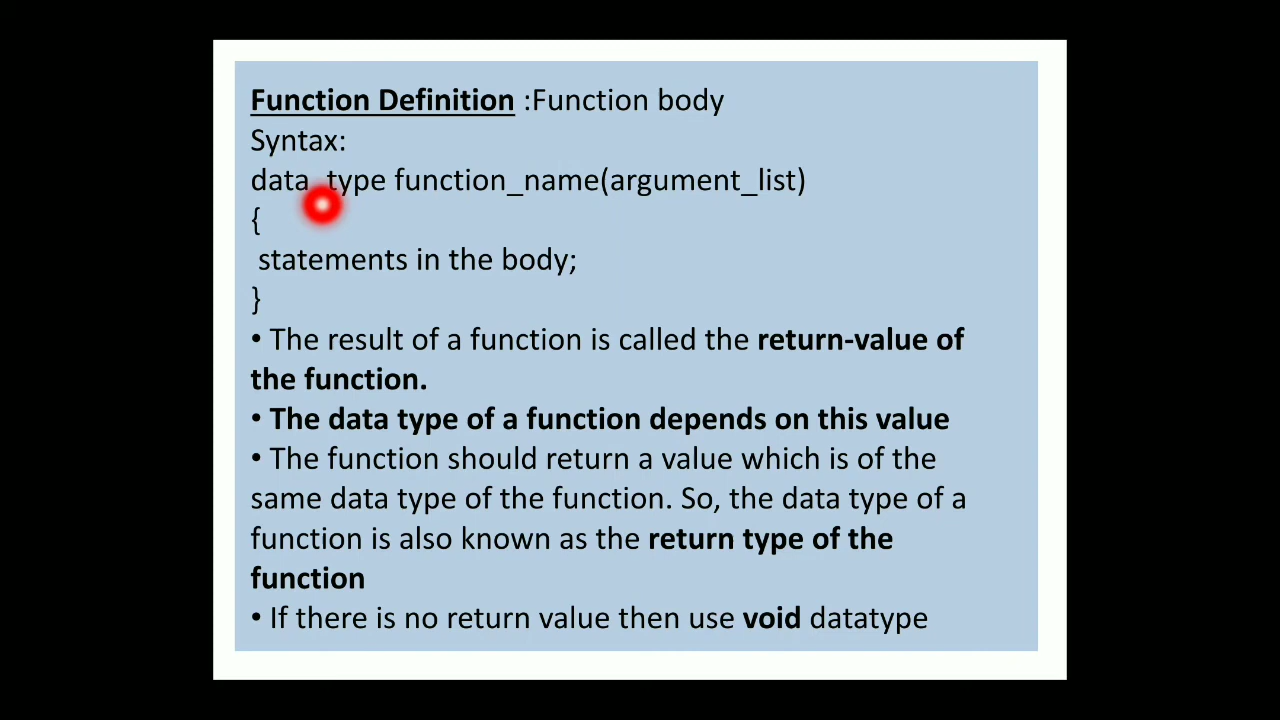 Function Definition :Function body
Syntax:
data_type function_name(argument_list)
{
statements in the body;
}
• The result of a function is called the return-value of
the function.
• The data type of a function depends on this value
• The function should return a value which is of the
same data type of the function. So, the data type of a
function is also known as the return type of the
function
• If there is no return value then use void datatype